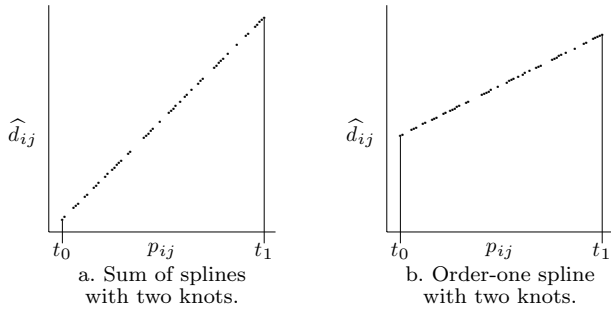 d̂ij
t0 pij t1
a. Sum of splines
with two knots.
d̂ij
t0 pij t1
b. Order-one spline
with two knots.